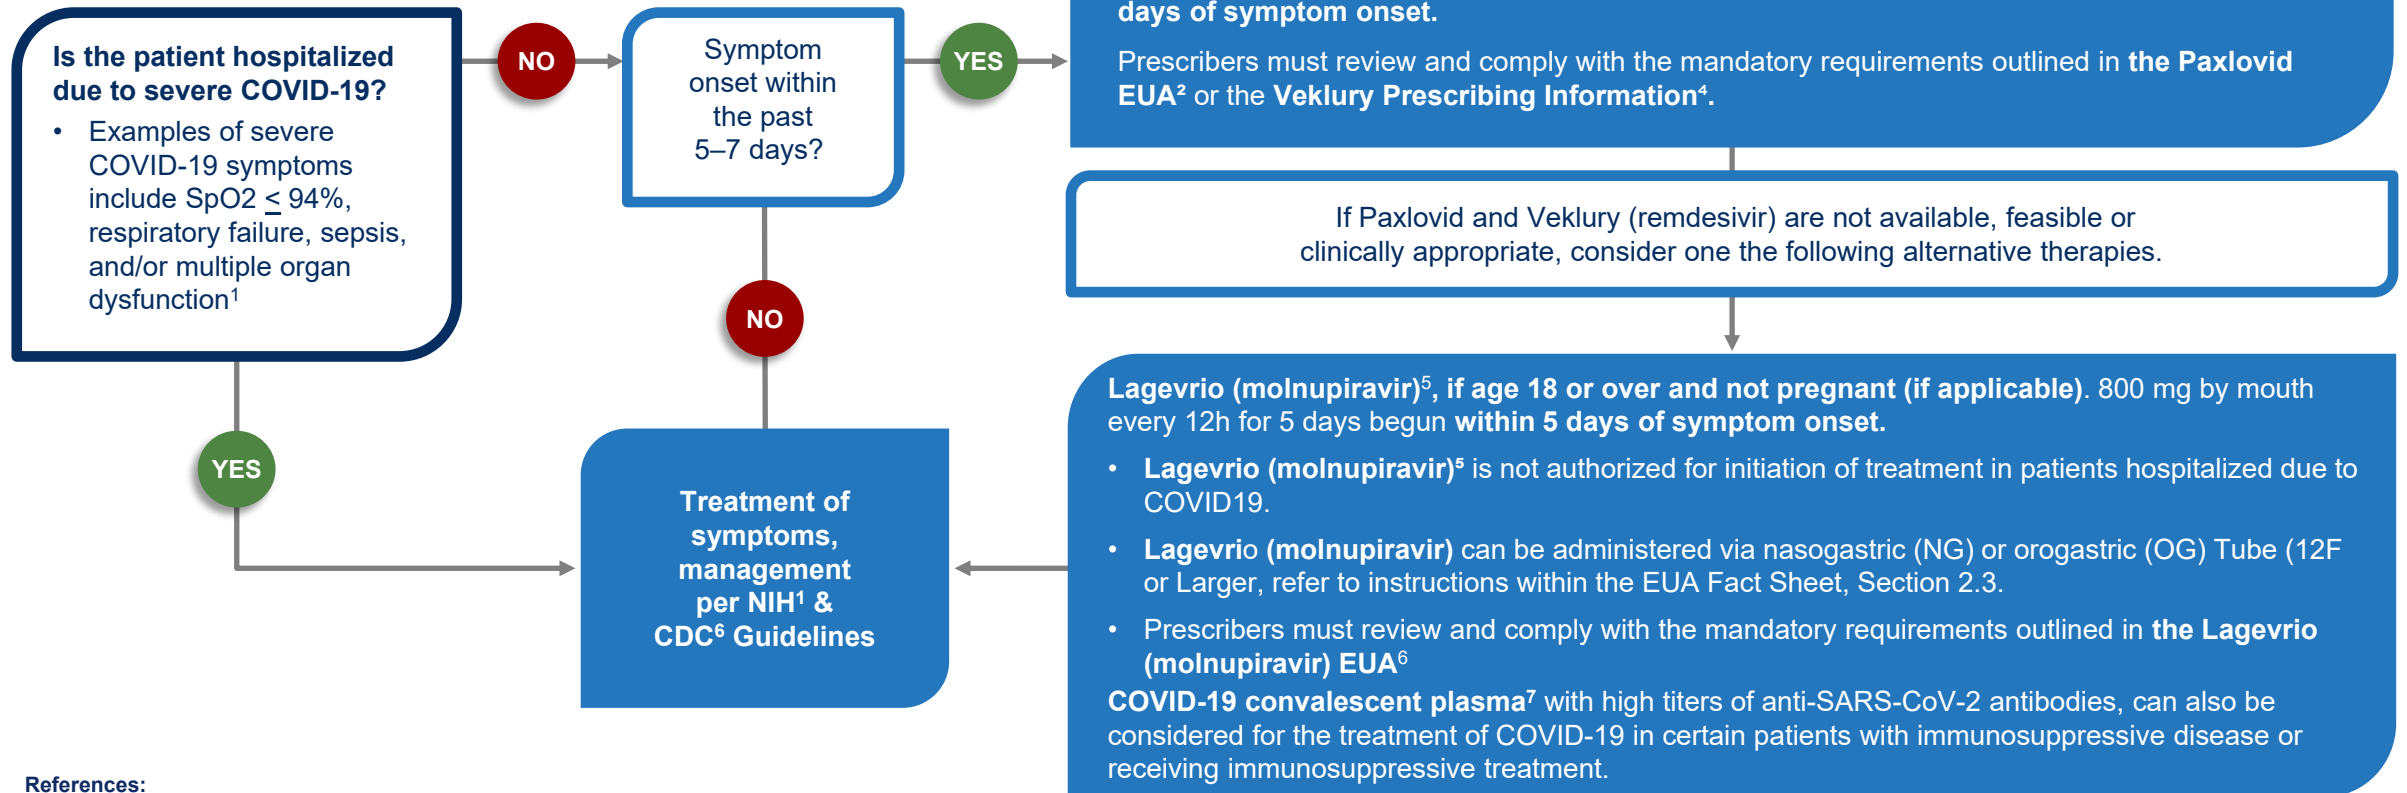 Is the patient hospitalized
due to severe COVID-19?
• Examples of severe
COVID-19 symptoms
include SpO2 < 94%,
respiratory failure, sepsis,
and/or multiple organ
dysfunction¹
NO
Symptom
onset within
the past
5–7 days?
YES
days of symptom onset.
Prescribers must review and comply with the mandatory requirements outlined in the Paxlovid
EUA² or the Veklury Prescribing Information⁴.
If Paxlovid and Veklury (remdesivir) are not available, feasible or
clinically appropriate, consider one the following alternative therapies.
NO
YES
Treatment of
symptoms,
management
per NIH¹ &
CDC⁶ Guidelines
Lagevrio (molnupiravir)⁵, if age 18 or over and not pregnant (if applicable). 800 mg by mouth
every 12h for 5 days begun within 5 days of symptom onset.
• Lagevrio (molnupiravir)⁵ is not authorized for initiation of treatment in patients hospitalized due to
COVID19.
• Lagevrio (molnupiravir) can be administered via nasogastric (NG) or orogastric (OG) Tube (12F
or Larger, refer to instructions within the EUA Fact Sheet, Section 2.3.
• Prescribers must review and comply with the mandatory requirements outlined in the Lagevrio
(molnupiravir) EUA⁶
COVID-19 convalescent plasma⁷ with high titers of anti-SARS-CoV-2 antibodies, can also be
considered for the treatment of COVID-19 in certain patients with immunosuppressive disease or
receiving immunosuppressive treatment.
References: